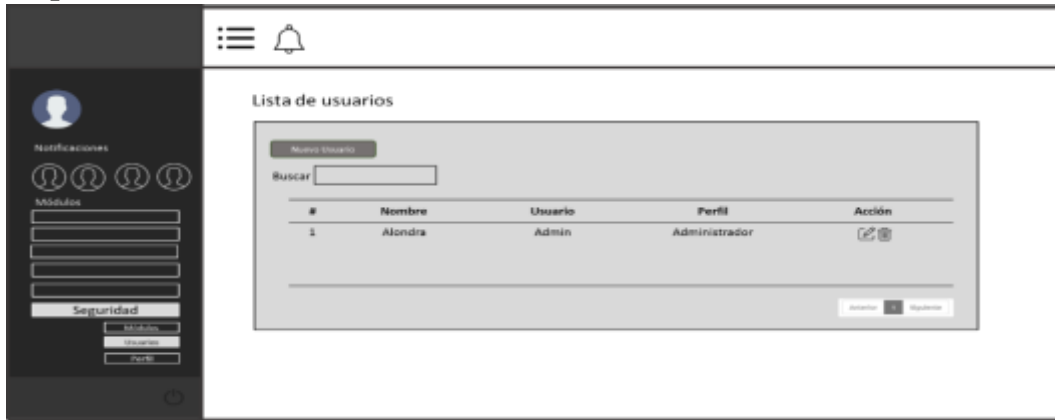 Lista de usuarios
Notificaciones
Módulos
Seguridad
Módulos
Usuarios
Perfil
Nuevo Usuario
Buscar
# Nombre Usuario Perfil Acción
1 Alondra Admin Administrador
Anterior 1 Siguiente